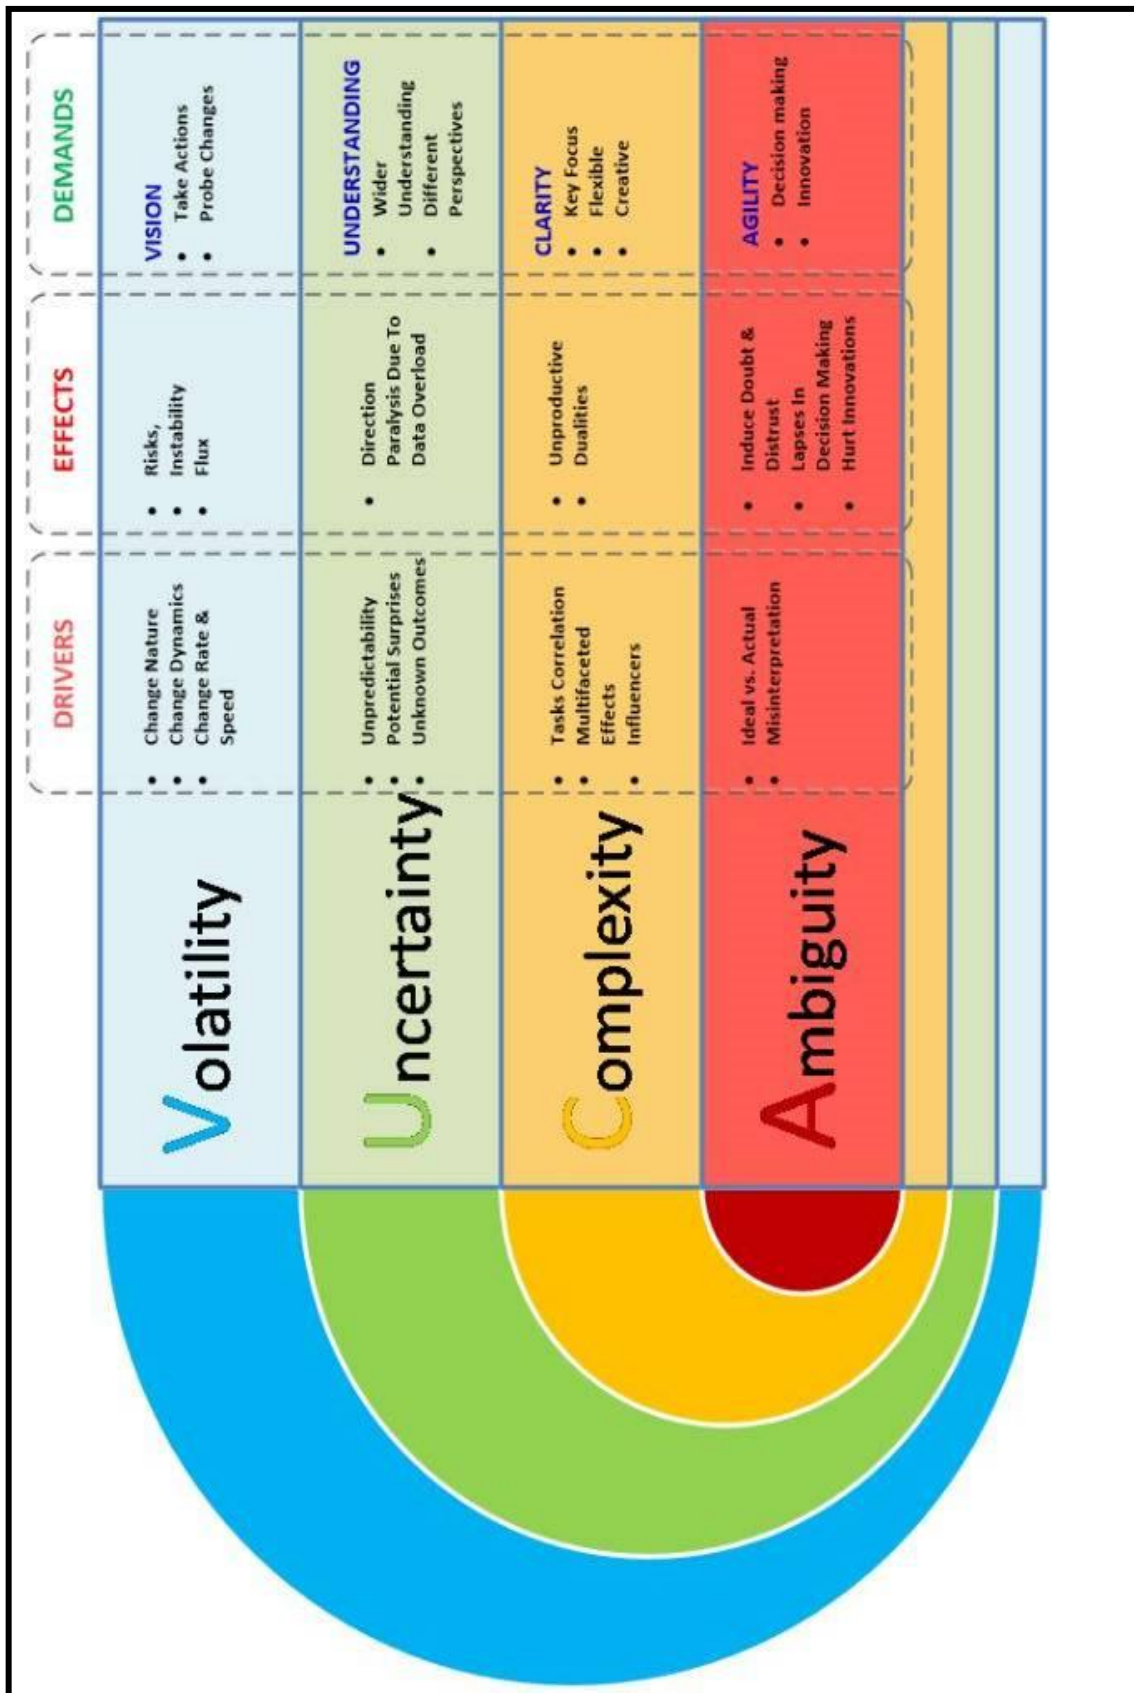 DRIVERS
EFFECTS
DEMANDS
Volatility
• Change Nature
• Change Dynamics
• Change Rate &
Speed
• Risks,
• Instability
• Flux
VISION
• Take Actions
• Probe Changes
Uncertainty
• Unpredictability
• Potential Surprises
• Unknown Outcomes
• Direction
Paralysis Due To
Data Overload
UNDERSTANDING
• Wider
Understanding
• Different
Perspectives
Complexity
• Tasks Correlation
• Multifaceted
Effects
• Influencers
• Unproductive
• Dualities
CLARITY
• Key Focus
• Flexible
• Creative
Ambiguity
• Ideal vs. Actual
• Misinterpretation
• Induce Doubt &
Distrust
• Lapses In
Decision Making
• Hurt Innovations
AGILITY
• Decision making
• Innovation